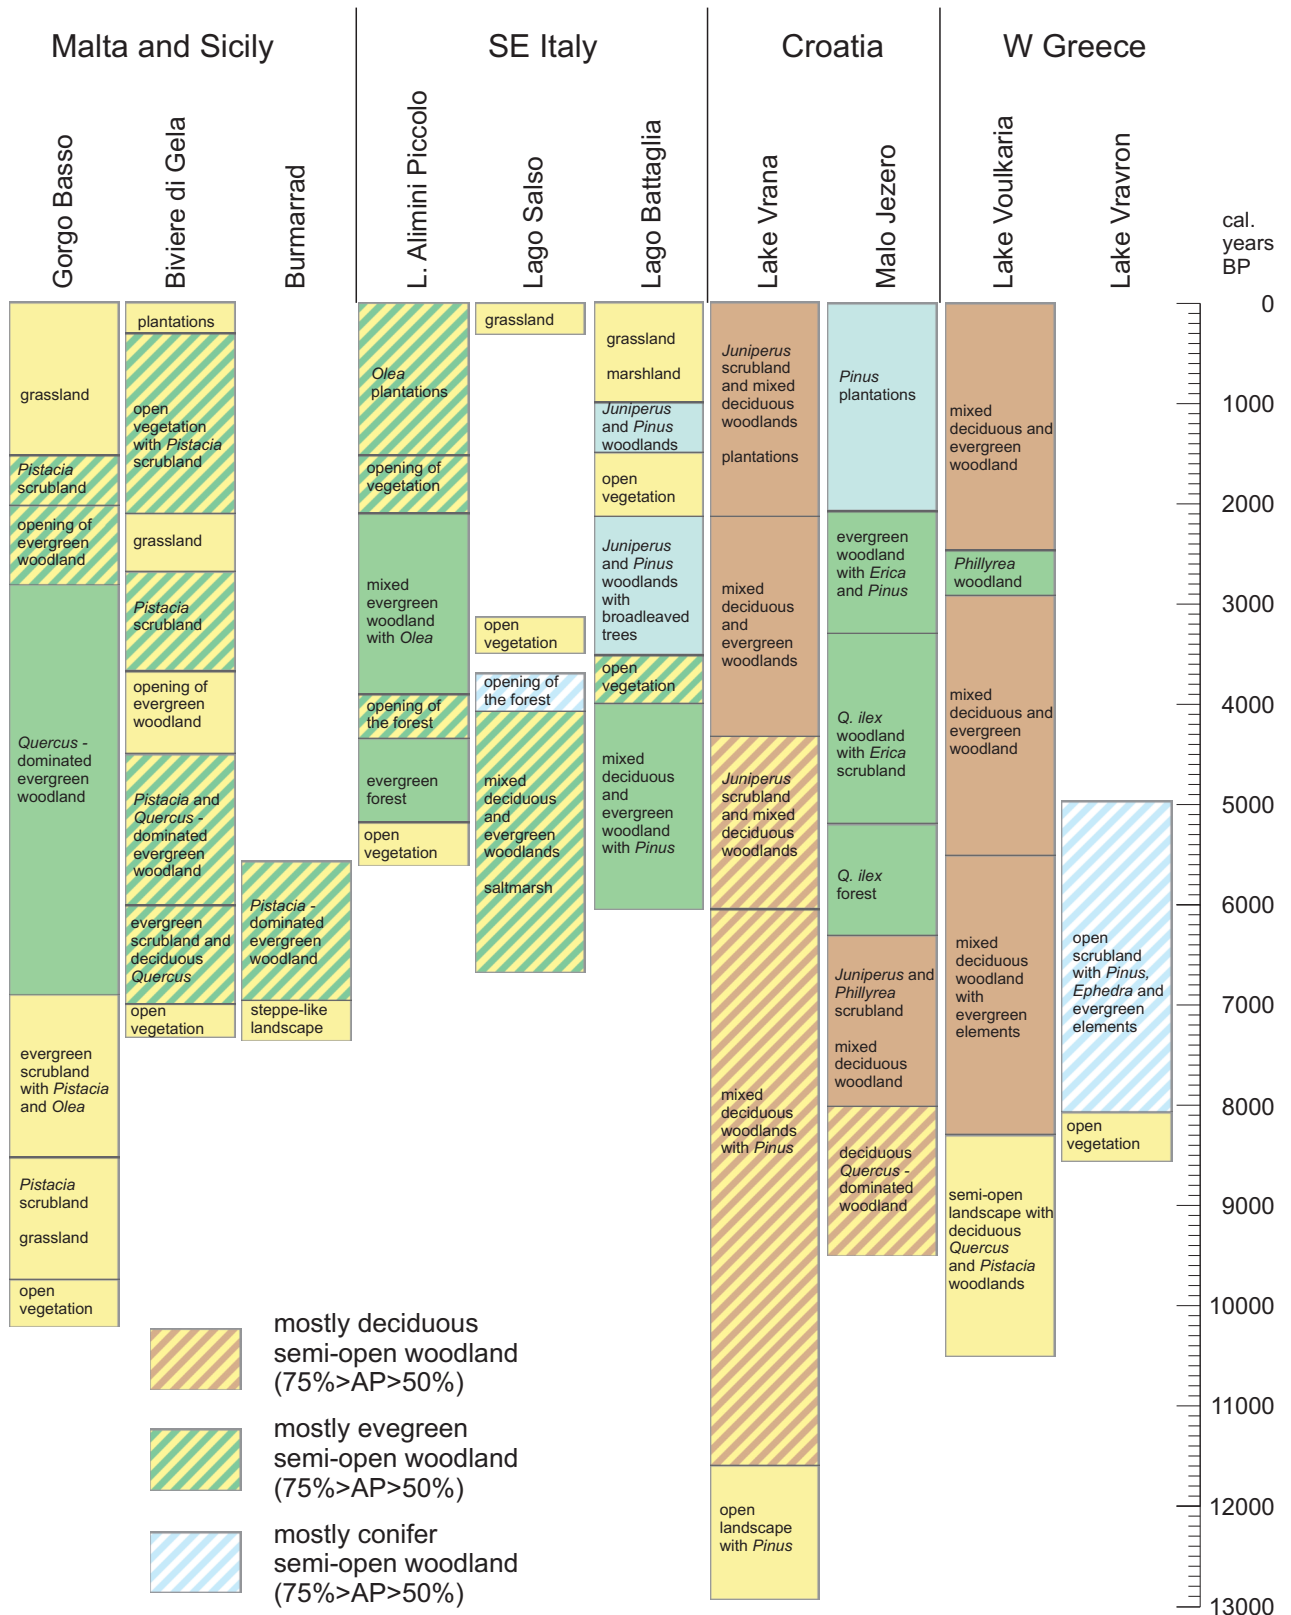 Malta and Sicily
SE Italy
Croatia
W Greece
Gorgo Basso
Biviere di Gela
Burmarrad
L. Alimini Piccolo
Lago Salso
Lago Battaglia
Lake Vrana
Malo Jezero
Lake Voulkaria
Lake Vravron
cal.
years
BP
grassland
Pistacia
scrubland
opening of
evergreen
woodland
Quercus -
dominated
evergreen
woodland
evergreen
scrubland
with Pistacia
and Olea
Pistacia
scrubland
grassland
open
vegetation
plantations
open
vegetation
with Pistacia
scrubland
grassland
Pistacia
scrubland
opening of
evergreen
woodland
Pistacia and
Quercus -
dominated
evergreen
woodland
evergreen
scrubland and
deciduous
Quercus
open
vegetation
Pistacia -
dominated
evergreen
woodland
steppe-like
landscape
Olea
plantations
opening of
vegetation
mixed
evergreen
woodland
with Olea
opening of
the forest
evergreen
forest
open
vegetation
grassland
open
vegetation
opening of
the forest
mixed
deciduous
and
evergreen
woodlands
saltmarsh
grassland
marshland
Juniperus
and Pinus
woodlands
open
vegetation
Juniperus
and Pinus
woodlands
with
broadleaved
trees
open
vegetation
mixed
deciduous
and
evergreen
woodland
with Pinus
Juniperus
scrubland
and mixed
deciduous
woodlands
plantations
mixed
deciduous
and
evergreen
woodlands
Juniperus
scrubland
and mixed
deciduous
woodlands
mixed
deciduous
woodlands
with Pinus
open
landscape
with Pinus
Pinus
plantations
evergreen
woodland
with Erica
and Pinus
Q. ilex
woodland
with Erica
scrubland
Q. ilex
forest
Juniperus and
Phillyrea
scrubland
mixed
deciduous
woodland
deciduous
Quercus -
dominated
woodland
mixed
deciduous and
evergreen
woodland
Phillyrea
woodland
mixed
deciduous and
evergreen
woodland
mixed
deciduous
woodland
with
evergreen
elements
semi-open
landscape with
deciduous
Quercus
and Pistacia
woodlands
open
scrubland
with Pinus,
Ephedra and
evergreen
elements
open
vegetation
0
1000
2000
3000
4000
5000
6000
7000
8000
9000
10000
11000
12000
13000
mostly deciduous
semi-open woodland
(75%>AP>50%)
mostly evegreen
semi-open woodland
(75%>AP>50%)
mostly conifer
semi-open woodland
(75%>AP>50%)